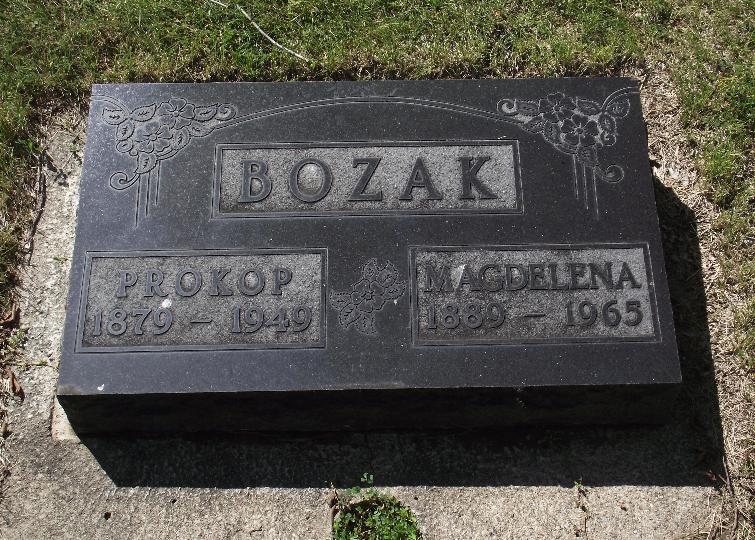 BOZAK
PROKOP
1879 – 1949
MAGDELENA
1889 – 1965